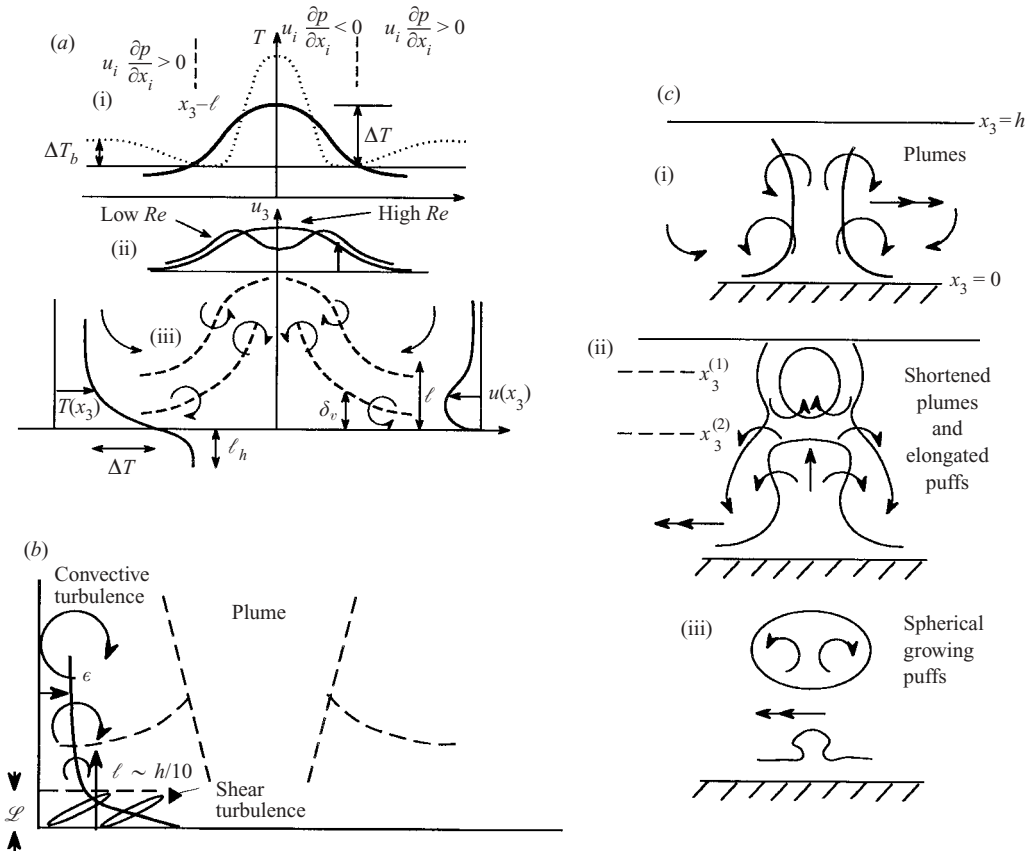 (a)
u_i ∂p/∂x_i > 0
T
u_i ∂p/∂x_i < 0
u_i ∂p/∂x_i > 0
(i)
x_3−ℓ
ΔT_b
ΔT
Low Re
u_3
High Re
(ii)
(iii)
T(x_3)
δ_v
ℓ
u(x_3)
ΔT
ℓ_h
(b)
Convective
turbulence
Plume
ϵ
ℓ ~ h/10
Shear
turbulence
ℒ
(c)
x_3 = h
Plumes
(i)
x_3 = 0
(ii)
x_3^(1)
x_3^(2)
Shortened
plumes
and
elongated
puffs
(iii)
Spherical
growing
puffs